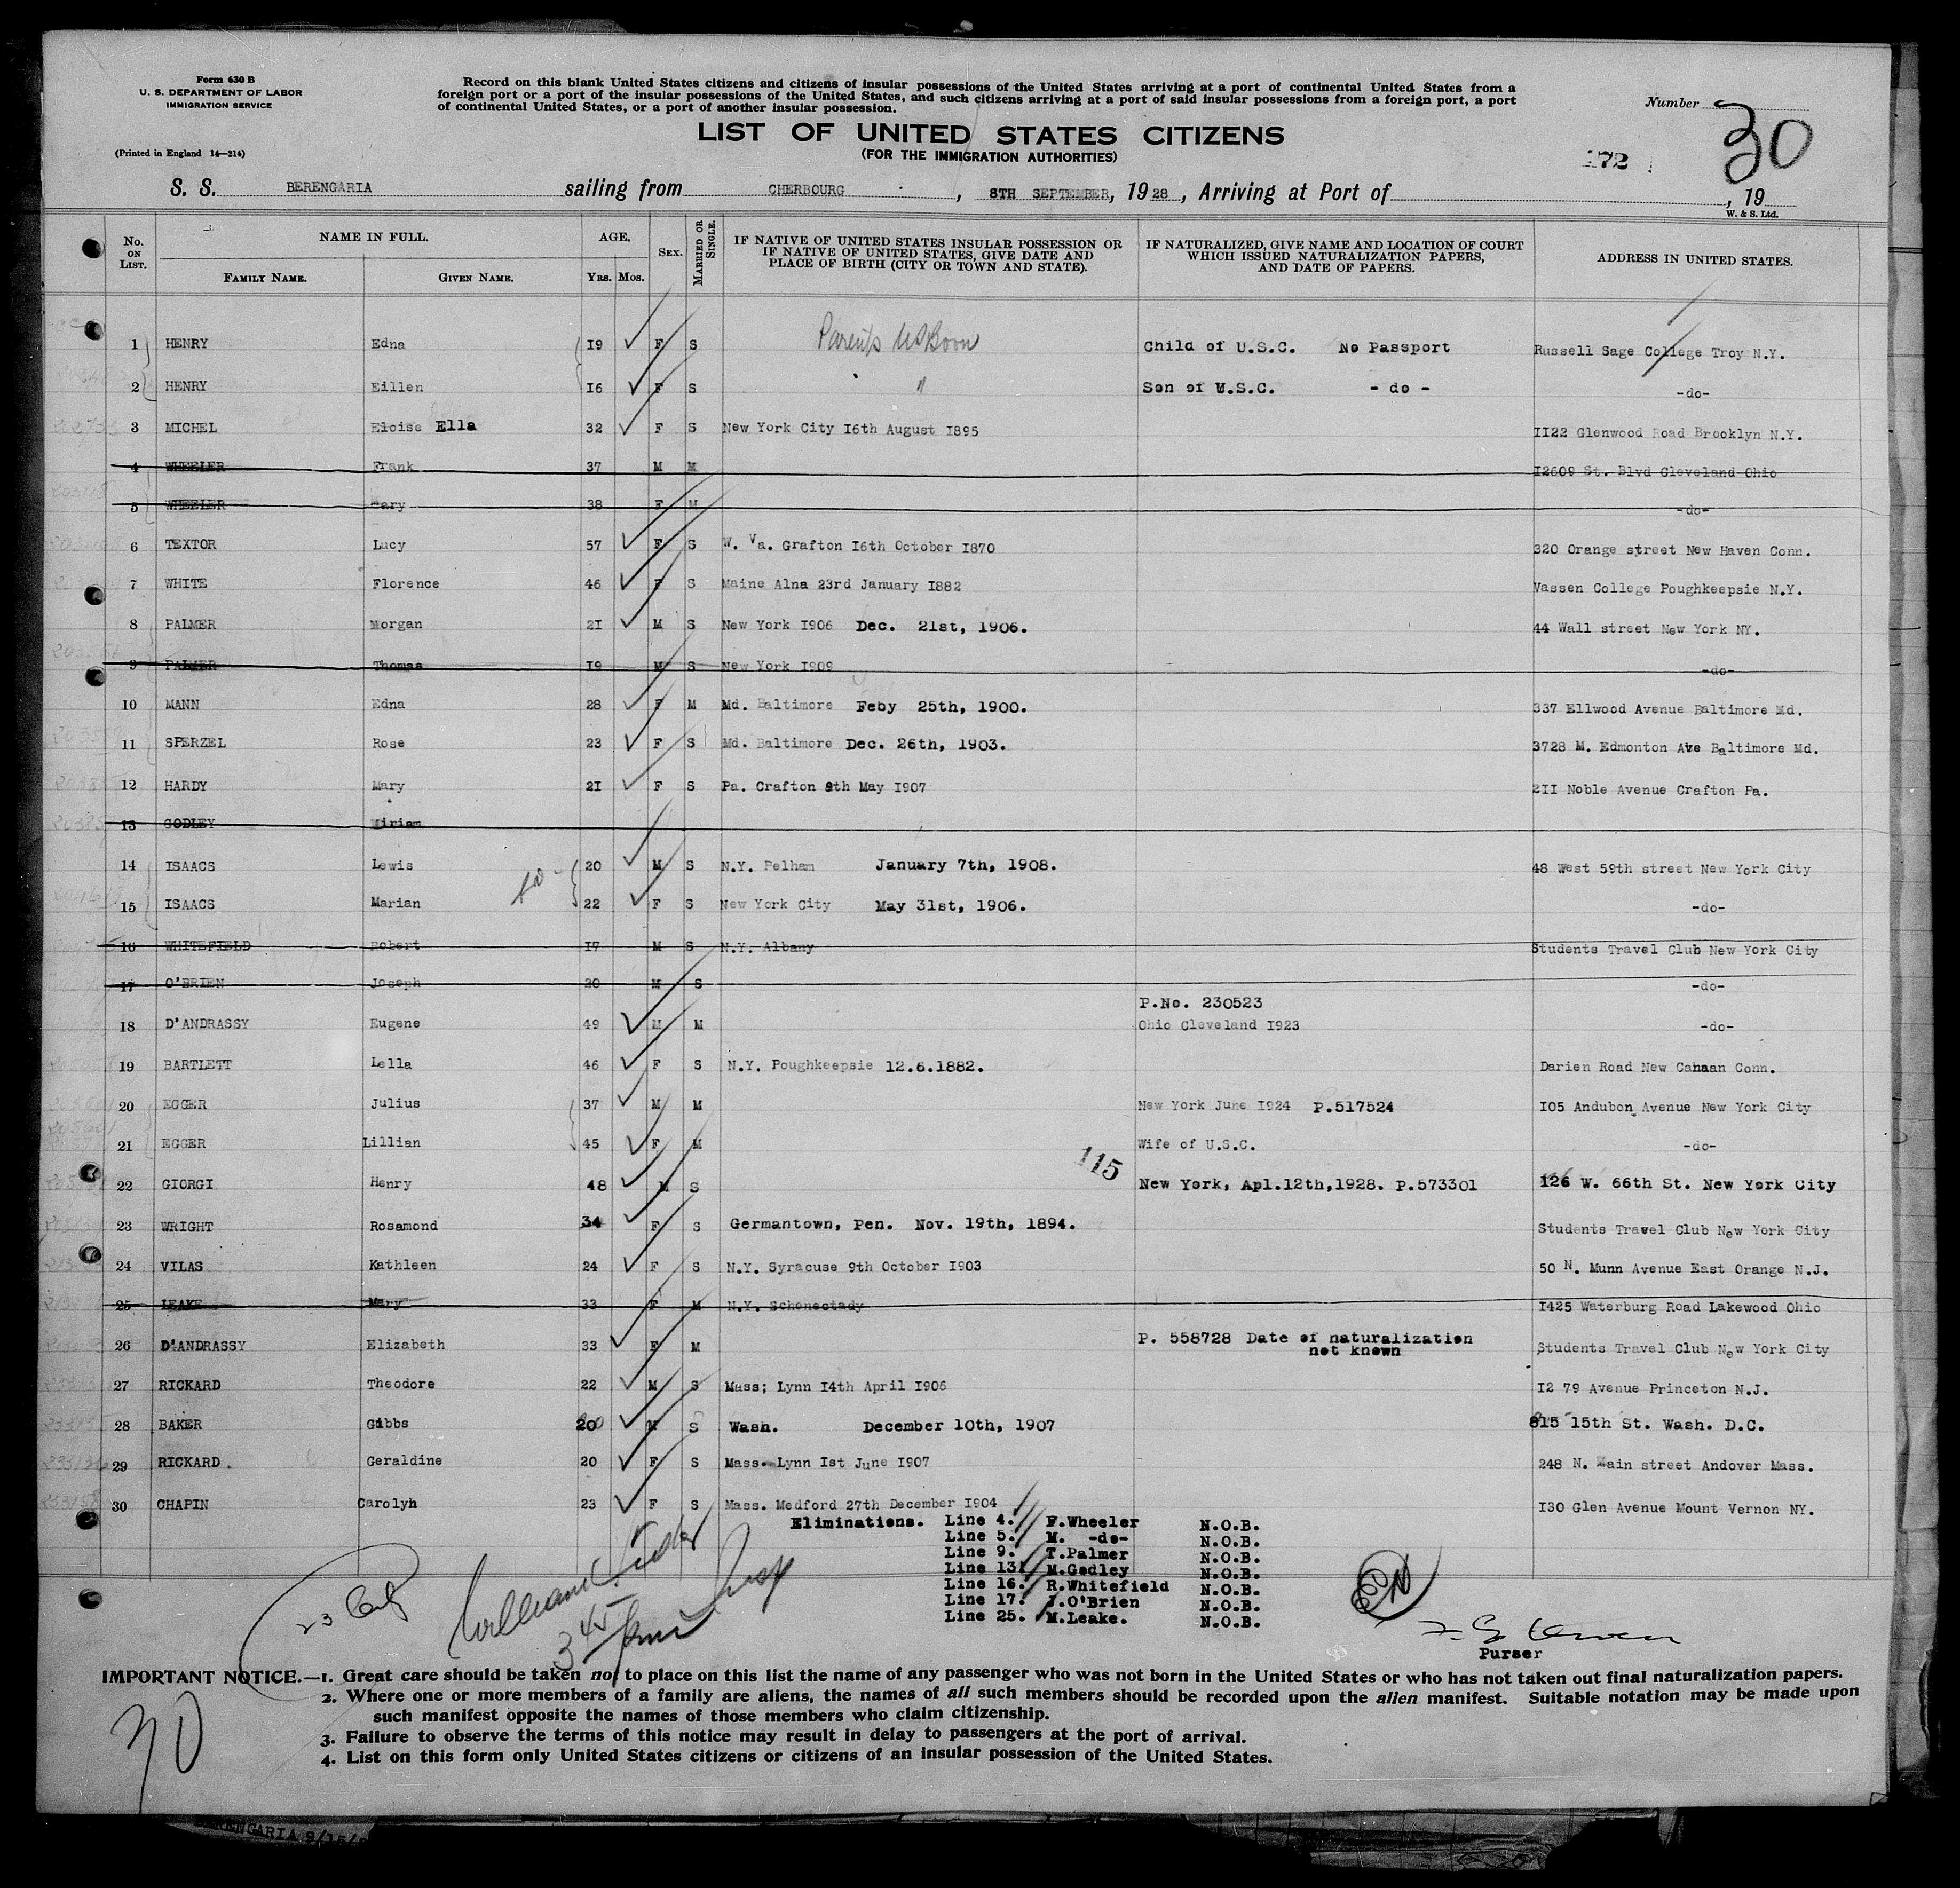 Form 630 B
U. S. DEPARTMENT OF LABOR
IMMIGRATION SERVICE
(Printed in England 14—214)
Record on this blank United States citizens and citizens of insular possessions of the United States arriving at a port of continental United States from a
foreign port or a port of the insular possessions of the United States, and such citizens arriving at a port of said insular possessions from a foreign port, a port
of continental United States, or a port of another insular possession.
Number 30
LIST OF UNITED STATES CITIZENS
(FOR THE IMMIGRATION AUTHORITIES)
172
S. S. BERENGARIA sailing from CHERBOURG, 8TH SEPTEMBER, 1928, Arriving at Port of , 19
W. & S. Ltd.
No. ON LIST. NAME IN FULL. FAMILY NAME. GIVEN NAME. AGE. YRS. MOS. SEX. MARRIED OR SINGLE. IF NATIVE OF UNITED STATES INSULAR POSSESSION OR IF NATIVE OF UNITED STATES, GIVE DATE AND PLACE OF BIRTH (CITY OR TOWN AND STATE). IF NATURALIZED, GIVE NAME AND LOCATION OF COURT WHICH ISSUED NATURALIZATION PAPERS, AND DATE OF PAPERS. ADDRESS IN UNITED STATES.
1 HENRY Edna 19 F S Parents US Born Child of U.S.C. No Passport Russell Sage College Troy N.Y.
2 HENRY Eillen 16 F S " Son of U.S.C. - do - -do-
3 MICHEL Eloise Ella 32 F S New York City 16th August 1895 1122 Glenwood Road Brooklyn N.Y.
4 WHEELER Frank 37 M M 12609 St. Blvd Cleveland Ohio
5 WHEELER Mary 38 F M -do-
6 TEXTOR Lucy 57 F S W. Va. Grafton 16th October 1870 320 Orange street New Haven Conn.
7 WHITE Florence 46 F S Maine Alna 23rd January 1882 Vassen College Poughkeepsie N.Y.
8 PALMER Morgan 21 M S New York 1906 Dec. 21st, 1906. 44 Wall street New York NY.
9 PALMER Thomas 19 M S New York 1909 -do-
10 MANN Edna 28 F M Md. Baltimore Feby 25th, 1900. 337 Ellwood Avenue Baltimore Md.
11 SPERZEL Rose 23 F S Md. Baltimore Dec. 26th, 1903. 3728 M. Edmonton Ave Baltimore Md.
12 HARDY Mary 21 F S Pa. Crafton 9th May 1907 211 Noble Avenue Crafton Pa.
13 GODLEY Miriam
14 ISAACS Lewis 20 M S N.Y. Pelham January 7th, 1908. 48 West 59th street New York City
15 ISAACS Marian 22 F S New York City May 31st, 1906. -do-
16 WHITEFIELD Robert 17 M S N.Y. Albany Students Travel Club New York City
17 O'BRIEN Joseph 20 M S -do-
P.No. 230523
18 D'ANDRASSY Eugene 49 M M Ohio Cleveland 1923 -do-
19 BARTLETT Lella 46 F S N.Y. Poughkeepsie 12.6.1882. Darien Road New Canaan Conn.
20 EGGER Julius 37 M M New York June 1924 P.517524 105 Andubon Avenue New York City
21 EGGER Lillian 45 F M Wife of U.S.C. -do-
115
22 GIORGI Henry 48 M S New York, Apl.12th,1928. P.573301 126 W. 66th St. New York City
23 WRIGHT Rosamond 34 F S Germantown, Pen. Nov. 19th, 1894. Students Travel Club New York City
24 VILAS Kathleen 24 F S N.Y. Syracuse 9th October 1903 50 N. Munn Avenue East Orange N.J.
25 LEAKE Mary 33 F M N.Y. Schenectady 1425 Waterburg Road Lakewood Ohio
26 D'ANDRASSY Elizabeth 33 F M P. 558728 Date of naturalization not known Students Travel Club New York City
27 RICKARD Theodore 22 M S Mass; Lynn 14th April 1906 12 79 Avenue Princeton N.J.
28 BAKER Gibbs 20 M S Wash. December 10th, 1907 815 15th St. Wash. D.C.
29 RICKARD. Geraldine 20 F S Mass. Lynn 1st June 1907 248 N. Main street Andover Mass.
30 CHAPIN Carolyn 23 F S Mass. Medford 27th December 1904 130 Glen Avenue Mount Vernon NY.
Eliminations. Line 4. F.Wheeler N.O.B.
Line 5. M. -do- N.O.B.
Line 9. T.Palmer N.O.B.
Line 13. M.Godley N.O.B.
Line 16. R.Whitefield N.O.B.
Line 17. J.O'Brien N.O.B.
Line 25. M.Leake. N.O.B.
23
William
345
Purser
IMPORTANT NOTICE.—1. Great care should be taken not to place on this list the name of any passenger who was not born in the United States or who has not taken out final naturalization papers.
2. Where one or more members of a family are aliens, the names of all such members should be recorded upon the alien manifest. Suitable notation may be made upon
such manifest opposite the names of those members who claim citizenship.
3. Failure to observe the terms of this notice may result in delay to passengers at the port of arrival.
4. List on this form only United States citizens or citizens of an insular possession of the United States.
30
BERENGARIA 9/15/